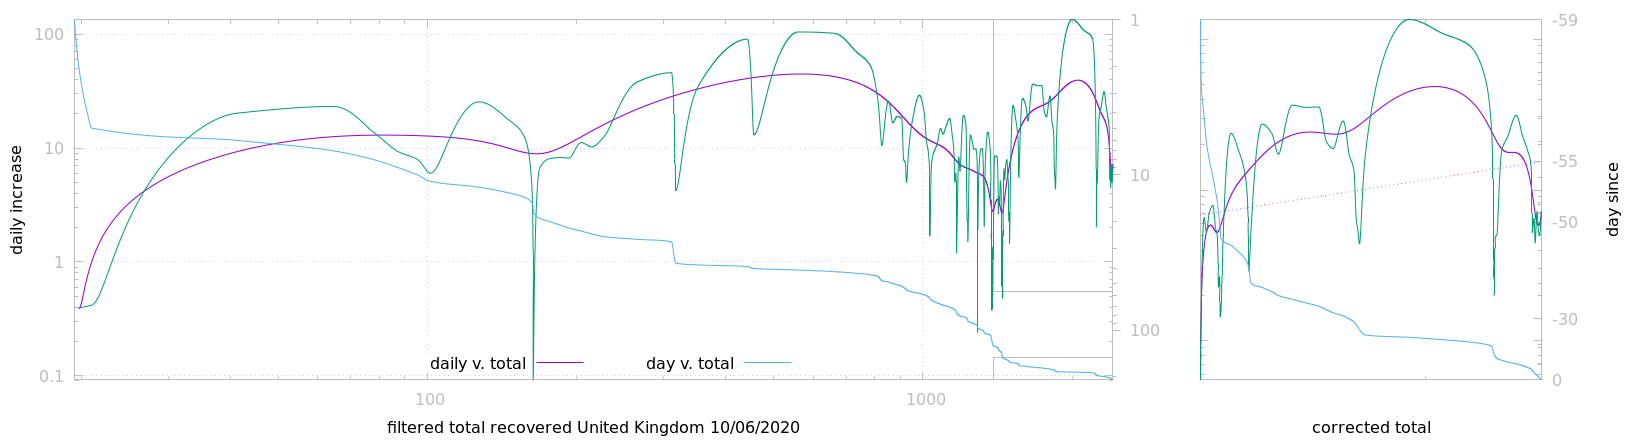 100
10
1
0.1
daily increase
100
1000
1
10
100
daily v. total
day v. total
filtered total recovered United Kingdom 10/06/2020
-59
-55
-50
-30
0
day since
corrected total